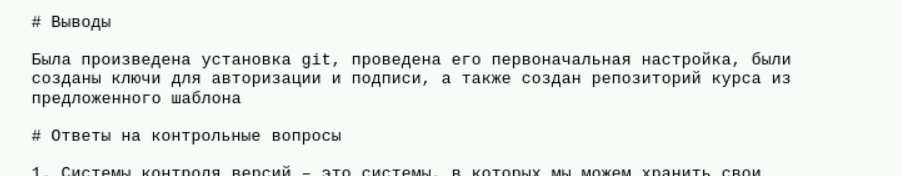 # Выводы
Была произведена установка git, проведена его первоначальная настройка, были
созданы ключи для авторизации и подписи, а также создан репозиторий курса из
предложенного шаблона
# Ответы на контрольные вопросы
1. Системы контроля версий – это системы, в которых мы можем хранить свои